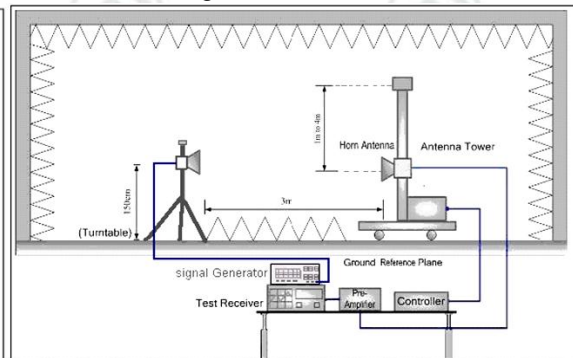 1m to 4m
Horn Antenna
Antenna Tower
150cm
3m
(Turntable)
Ground Reference Plane
signal Generator
Test Receiver
Pre-
Amplifier
Controller